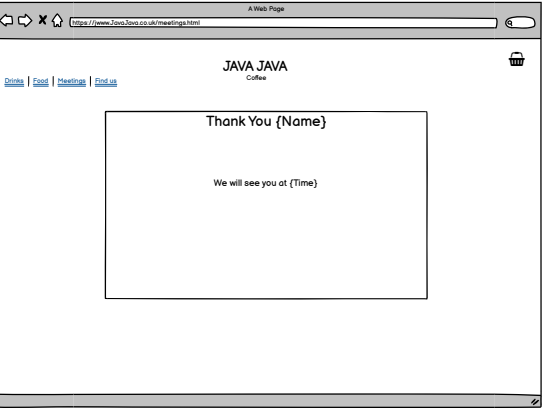 A Web Page
https://jwww.JavaJava.co.uk/meetings.html
JAVA JAVA
Coffee
Drinks | Food | Meetings | Find us
Thank You {Name}
We will see you at {Time}